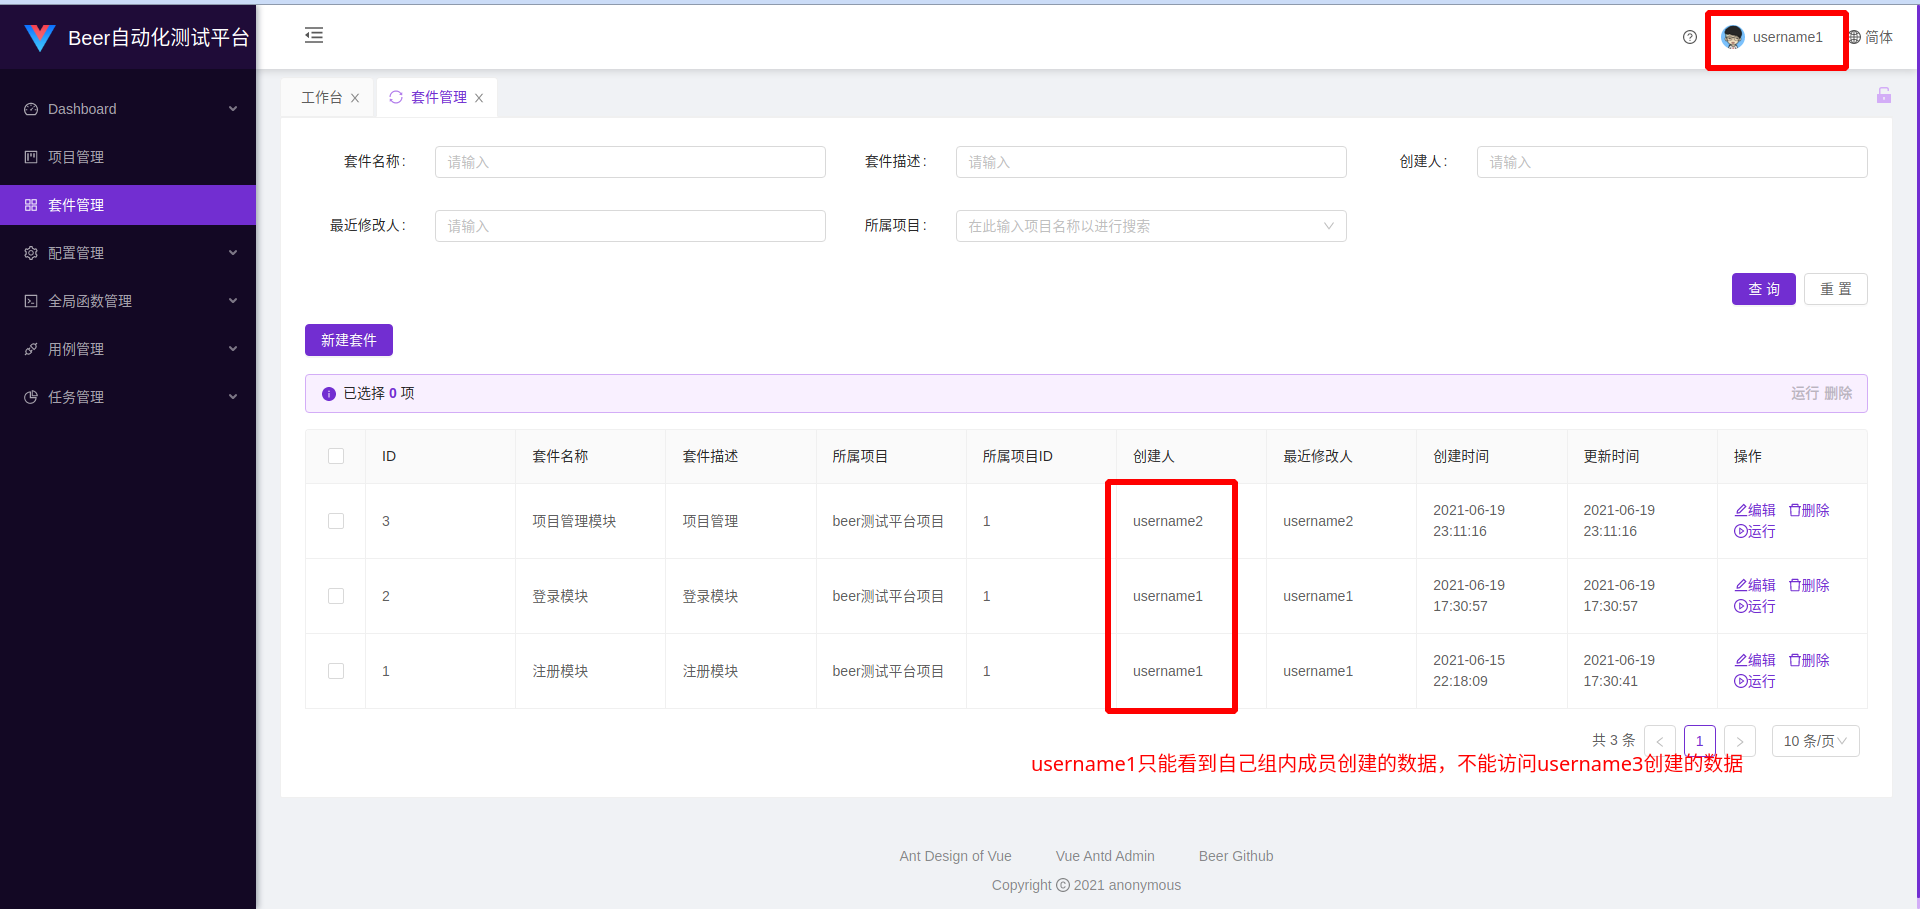 Beer自动化测试平台
username1
简体
Dashboard
项目管理
套件管理
配置管理
全局函数管理
用例管理
任务管理
工作台
套件管理
套件名称:
请输入
套件描述:
请输入
创建人:
请输入
最近修改人:
请输入
所属项目:
在此输入项目名称以进行搜索
查 询
重 置
新建套件
已选择 0 项
运行 删除
ID
套件名称
套件描述
所属项目
所属项目ID
创建人
最近修改人
创建时间
更新时间
操作
3
项目管理模块
项目管理
beer测试平台项目
1
username2
username2
2021-06-19
23:11:16
2021-06-19
23:11:16
编辑 删除
运行
2
登录模块
登录模块
beer测试平台项目
1
username1
username1
2021-06-19
17:30:57
2021-06-19
17:30:57
编辑 删除
运行
1
注册模块
注册模块
beer测试平台项目
1
username1
username1
2021-06-15
22:18:09
2021-06-19
17:30:41
编辑 删除
运行
共 3 条
1
10 条/页
username1只能看到自己组内成员创建的数据，不能访问username3创建的数据
Ant Design of Vue
Vue Antd Admin
Beer Github
Copyright © 2021 anonymous